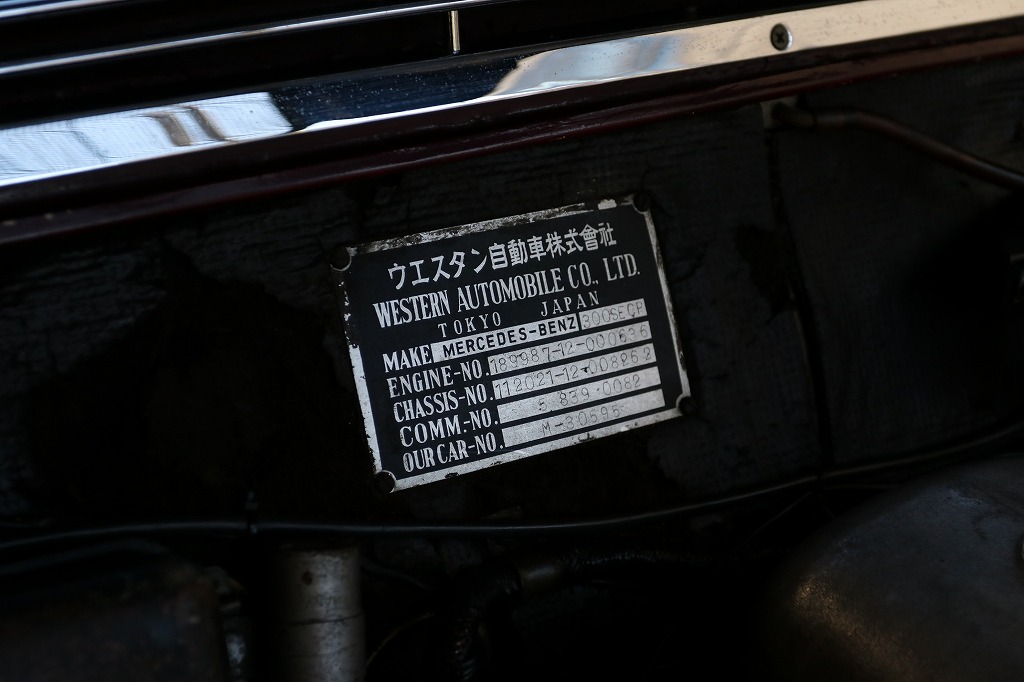 ウエスタン自動車株式會社
WESTERN AUTOMOBILE CO., LTD.
TOKYO JAPAN
MAKE MERCEDES-BENZ 300SECP
ENGINE-NO. 189987-12-000636
CHASSIS-NO. 112021-12-008262
COMM.-NO. 5 839 0082
OUR CAR-NO. M-30595